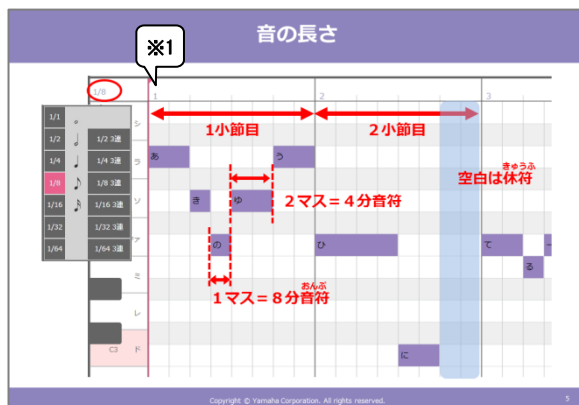 音の長さ
※1
1/8
1
2
3
1/1
1/2
1/2 3連
1/4
1/4 3連
1/8
1/8 3連
1/16
1/16 3連
1/32
1/32 3連
1/64
1/64 3連
シ
ラ
ソ
ア
ミ
レ
ド
1小節目
2小節目
あ
う
き
ゆ
の
ひ
に
て
る
ー
2マス=4分音符
きゅうふ
空白は休符
おんぷ
1マス=8分音符
Copyright © Yamaha Corporation. All rights reserved.
5